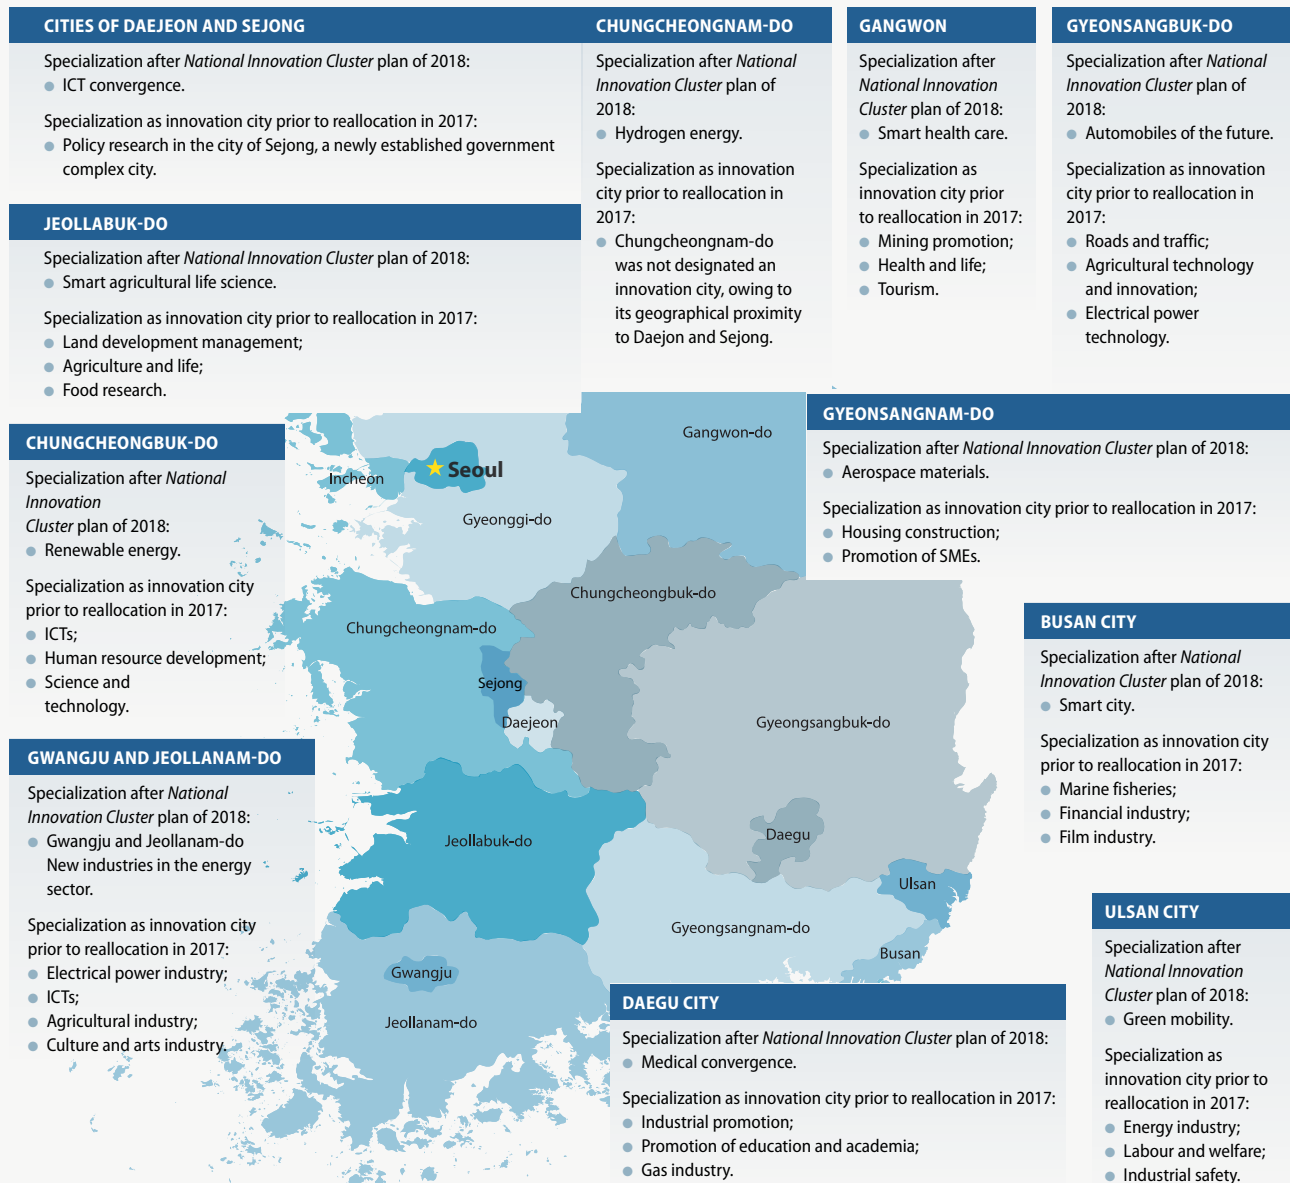 CITIES OF DAEJEON AND SEJONG
Specialization after National Innovation Cluster plan of 2018:
● ICT convergence.
Specialization as innovation city prior to reallocation in 2017:
● Policy research in the city of Sejong, a newly established government
complex city.
JEOLLABUK-DO
Specialization after National Innovation Cluster plan of 2018:
● Smart agricultural life science.
Specialization as innovation city prior to reallocation in 2017:
● Land development management;
● Agriculture and life;
● Food research.
CHUNGCHEONGNAM-DO
Specialization after National
Innovation Cluster plan of
2018:
● Hydrogen energy.
Specialization as innovation
city prior to reallocation in
2017:
● Chungcheongnam-do
was not designated an
innovation city, owing to
its geographical proximity
to Daejon and Sejong.
GANGWON
Specialization after
National Innovation
Cluster plan of 2018:
● Smart health care.
Specialization as
innovation city prior
to reallocation in 2017:
● Mining promotion;
● Health and life;
● Tourism.
GYEONSANGBUK-DO
Specialization after National
Innovation Cluster plan of
2018:
● Automobiles of the future.
Specialization as innovation
city prior to reallocation in
2017:
● Roads and traffic;
● Agricultural technology
and innovation;
● Electrical power
technology.
CHUNGCHEONGBUK-DO
Specialization after National
Innovation
Cluster plan of 2018:
● Renewable energy.
Specialization as innovation city
prior to reallocation in 2017:
● ICTs;
● Human resource development;
● Science and
technology.
GWANGJU AND JEOLLANAM-DO
Specialization after National
Innovation Cluster plan of 2018:
● Gwangju and Jeollanam-do
New industries in the energy
sector.
Specialization as innovation city
prior to reallocation in 2017:
● Electrical power industry;
● ICTs;
● Agricultural industry;
● Culture and arts industry.
Gangwon-do
Seoul
Incheon
Gyeonggi-do
Chungcheongbuk-do
Chungcheongnam-do
Sejong
Daejeon
Gyeongsangbuk-do
Daegu
Jeollabuk-do
Ulsan
Gyeongsangnam-do
Busan
Gwangju
Jeollanam-do
GYEONSANGNAM-DO
Specialization after National Innovation Cluster plan of 2018:
● Aerospace materials.
Specialization as innovation city prior to reallocation in 2017:
● Housing construction;
● Promotion of SMEs.
BUSAN CITY
Specialization after National
Innovation Cluster plan of 2018:
● Smart city.
Specialization as innovation city
prior to reallocation in 2017:
● Marine fisheries;
● Financial industry;
● Film industry.
DAEGU CITY
Specialization after National Innovation Cluster plan of 2018:
● Medical convergence.
Specialization as innovation city prior to reallocation in 2017:
● Industrial promotion;
● Promotion of education and academia;
● Gas industry.
ULSAN CITY
Specialization after
National Innovation
Cluster plan of 2018:
● Green mobility.
Specialization as
innovation city prior to
reallocation in 2017:
● Energy industry;
● Labour and welfare;
● Industrial safety.